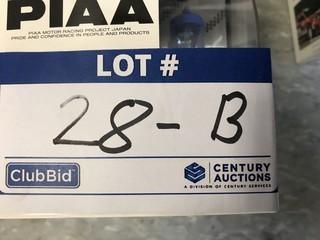 PIAA
PIAA MOTOR RACING PROJECT JAPAN
PRIDE AND CONFIDENCE IN PEOPLE AND PRODUCTS
LOT #
28-B
ClubBid™
CENTURY
AUCTIONS
A DIVISION OF CENTURY SERVICES